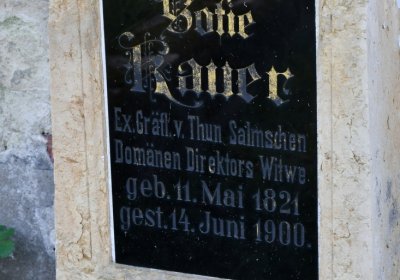 Sofie
Kauer
Ex. Gräfl. v. Thun Salmschen
Domänen Direktors Witwe
geb. 11. Mai 1821
gest. 14. Juni 1900.